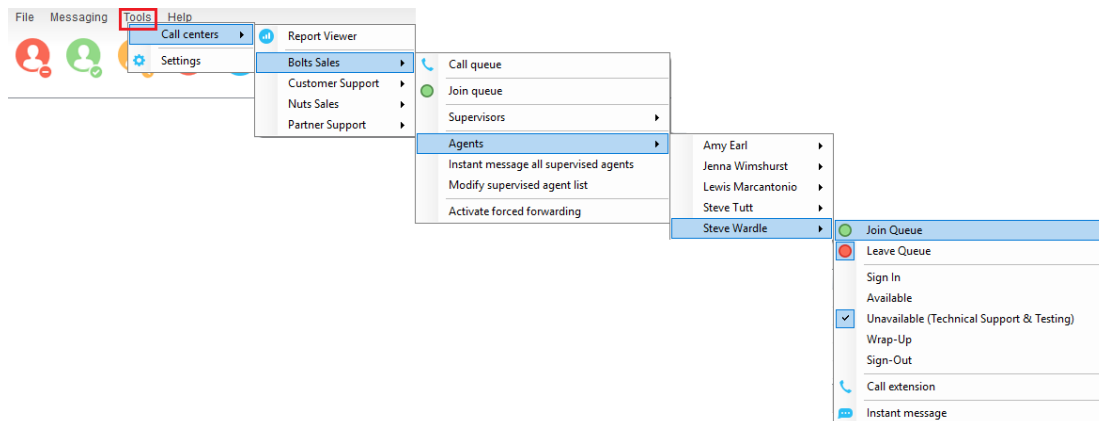 File Messaging Tools Help
Call centers
Settings
Report Viewer
Bolts Sales
Customer Support
Nuts Sales
Partner Support
Call queue
Join queue
Supervisors
Agents
Instant message all supervised agents
Modify supervised agent list
Activate forced forwarding
Amy Earl
Jenna Wimshurst
Lewis Marcantonio
Steve Tutt
Steve Wardle
Join Queue
Leave Queue
Sign In
Available
Unavailable (Technical Support & Testing)
Wrap-Up
Sign-Out
Call extension
Instant message